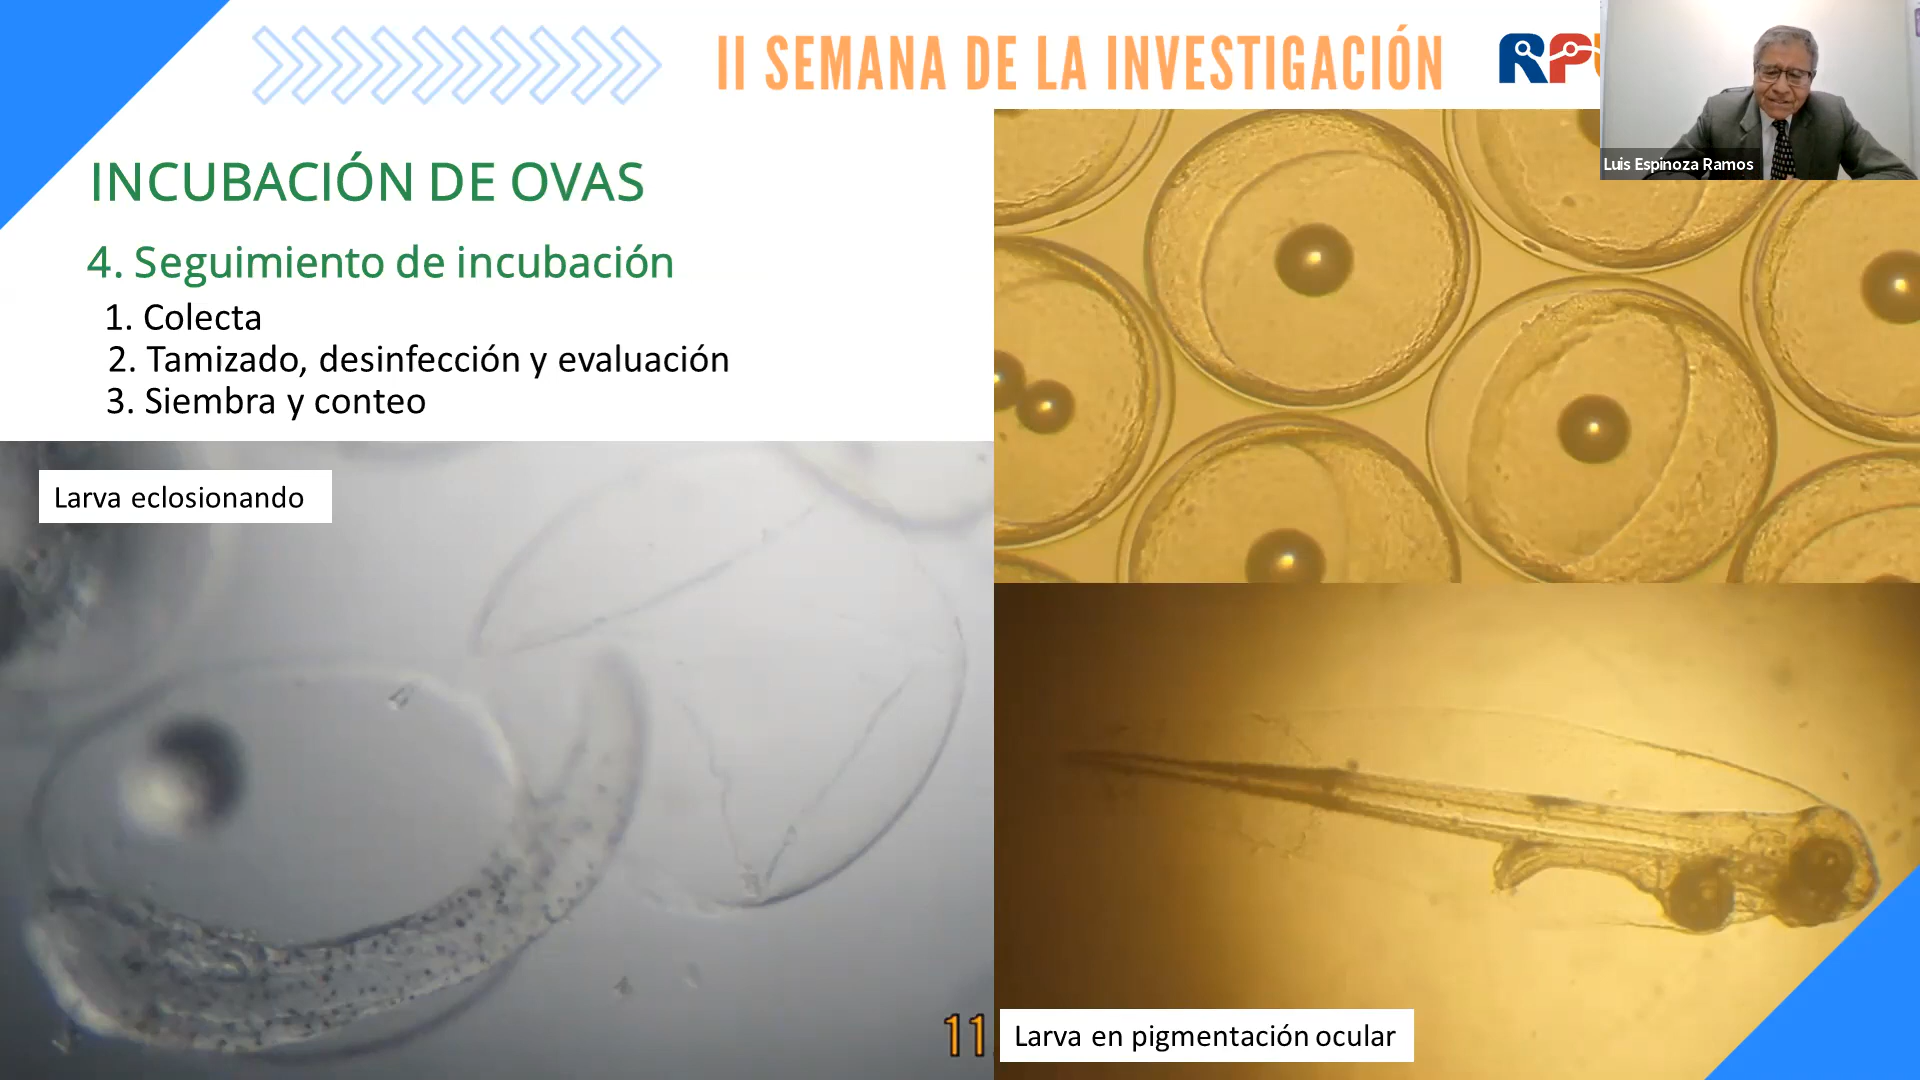 II SEMANA DE LA INVESTIGACIÓN
Luis Espinoza Ramos
INCUBACIÓN DE OVAS
4. Seguimiento de incubación
1. Colecta
2. Tamizado, desinfección y evaluación
3. Siembra y conteo
Larva eclosionando
11
Larva en pigmentación ocular